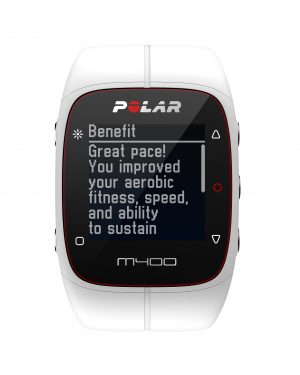 POLAR
Benefit
Great pace!
You improved
your aerobic
fitness, speed,
and ability
to sustain
M400